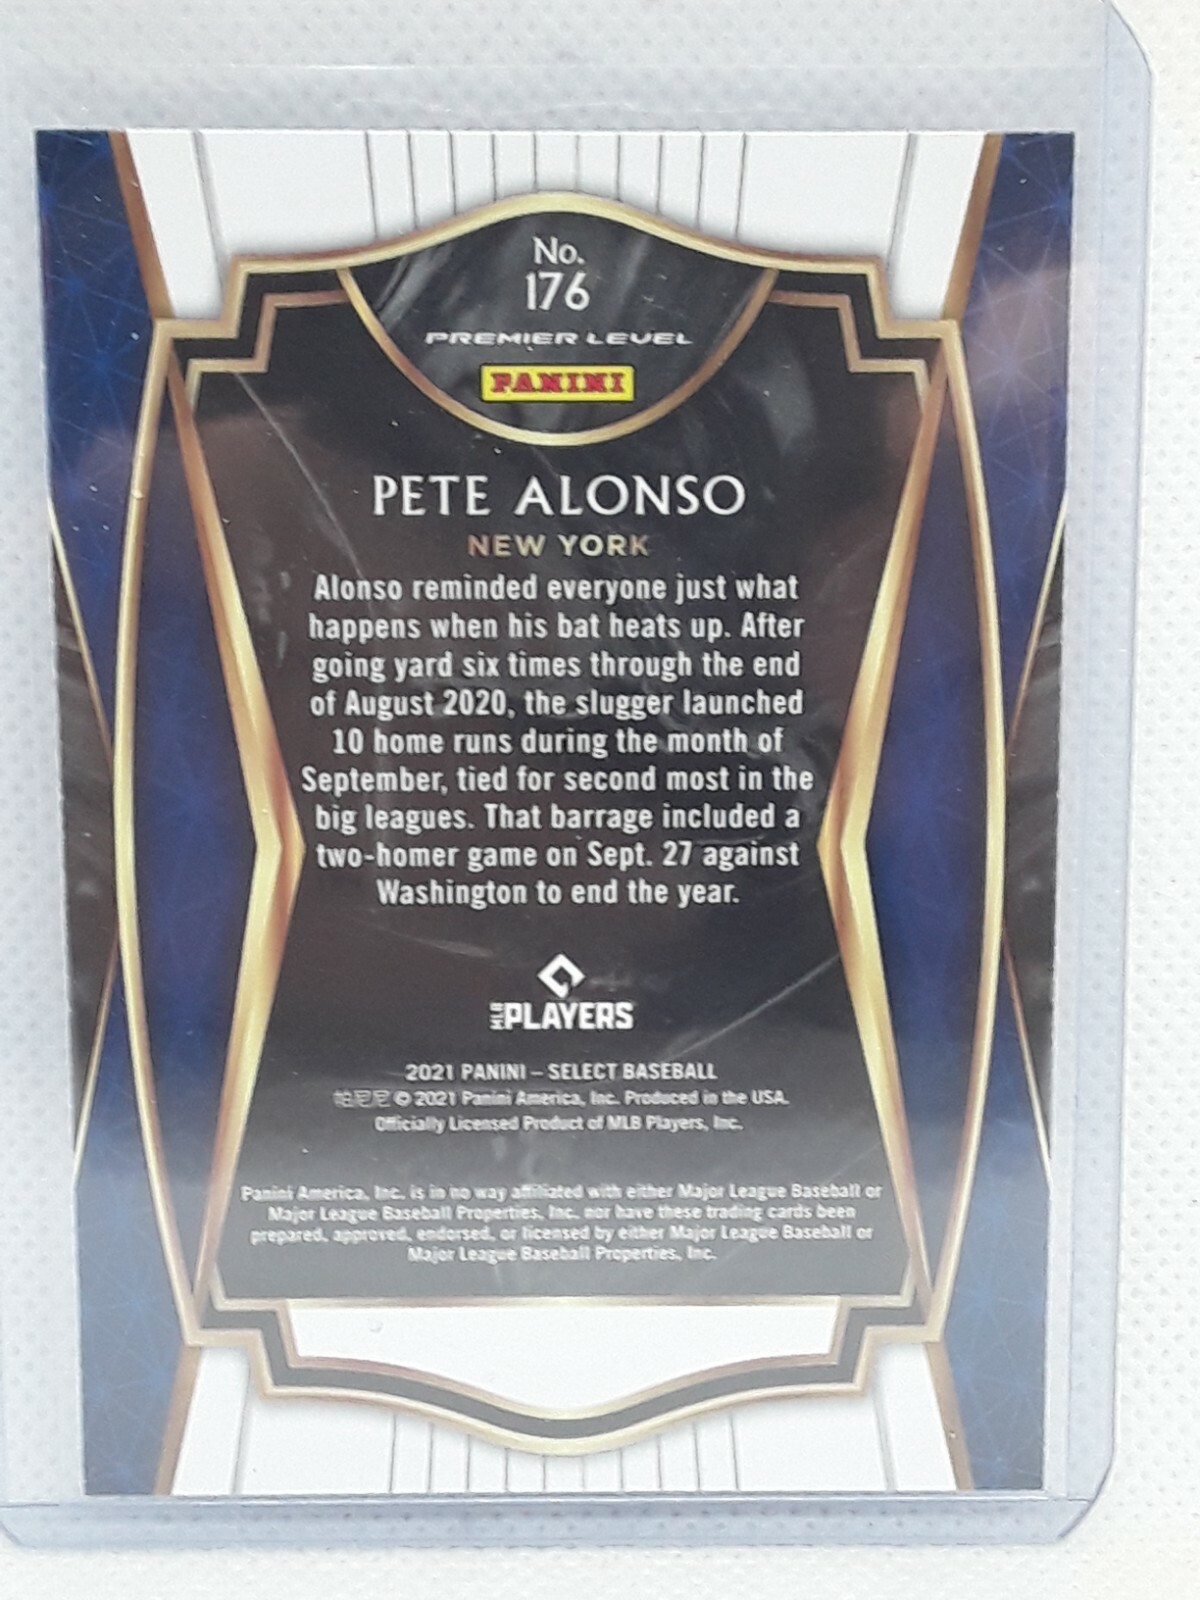 No.
176
PREMIER LEVEL
PANINI
PETE ALONSO
NEW YORK
Alonso reminded everyone just what
happens when his bat heats up. After
going yard six times through the end
of August 2020, the slugger launched
10 home runs during the month of
September, tied for second most in the
big leagues. That barrage included a
two-homer game on Sept. 27 against
Washington to end the year.
MLB PLAYERS
2021 PANINI – SELECT BASEBALL
帕尼尼 © 2021 Panini America, Inc. Produced in the USA.
Officially Licensed Product of MLB Players, Inc.
Panini America, Inc. is in no way affiliated with either Major League Baseball or
Major League Baseball Properties, Inc. nor have these trading cards been
prepared, approved, endorsed, or licensed by either Major League Baseball or
Major League Baseball Properties, Inc.